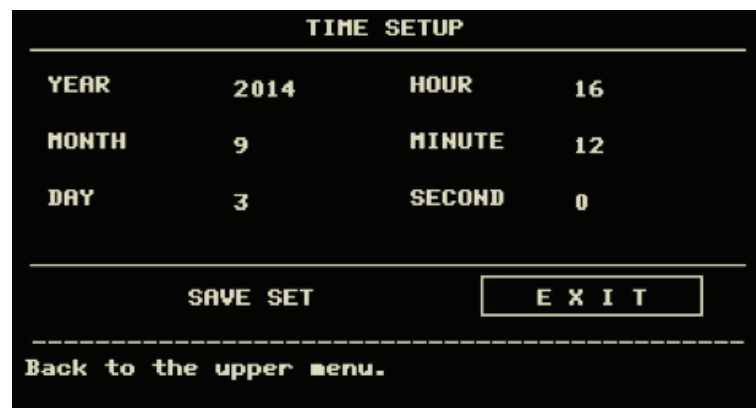 TIME SETUP
YEAR 2014 HOUR 16
MONTH 9 MINUTE 12
DAY 3 SECOND 0
SAVE SET E X I T
Back to the upper menu.